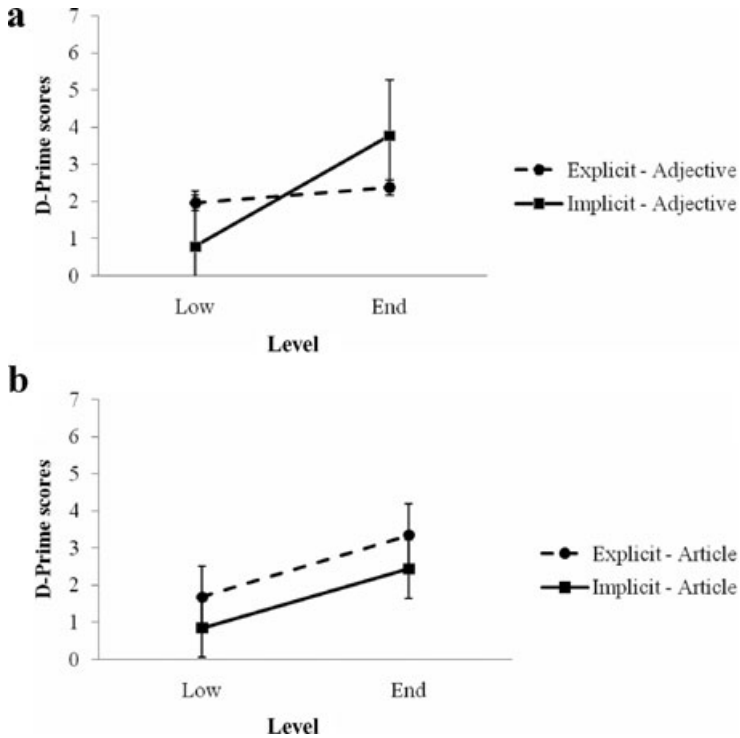 a
7
6
5
4
3
2
1
0
D-Prime scores
Low End
Level
Explicit - Adjective
Implicit - Adjective
b
7
6
5
4
3
2
1
0
D-Prime scores
Low End
Level
Explicit - Article
Implicit - Article